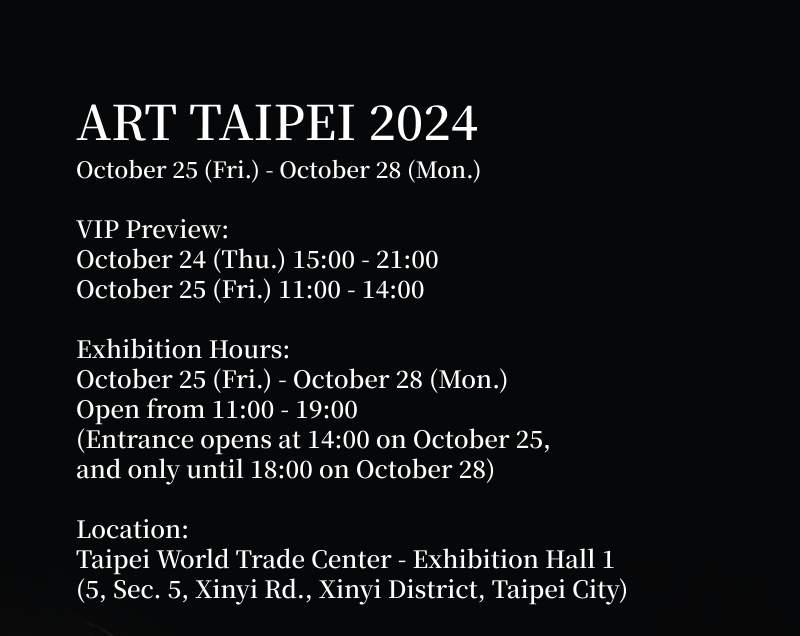 ART TAIPEI 2024
October 25 (Fri.) - October 28 (Mon.)
VIP Preview:
October 24 (Thu.) 15:00 - 21:00
October 25 (Fri.) 11:00 - 14:00
Exhibition Hours:
October 25 (Fri.) - October 28 (Mon.)
Open from 11:00 - 19:00
(Entrance opens at 14:00 on October 25,
and only until 18:00 on October 28)
Location:
Taipei World Trade Center - Exhibition Hall 1
(5, Sec. 5, Xinyi Rd., Xinyi District, Taipei City)